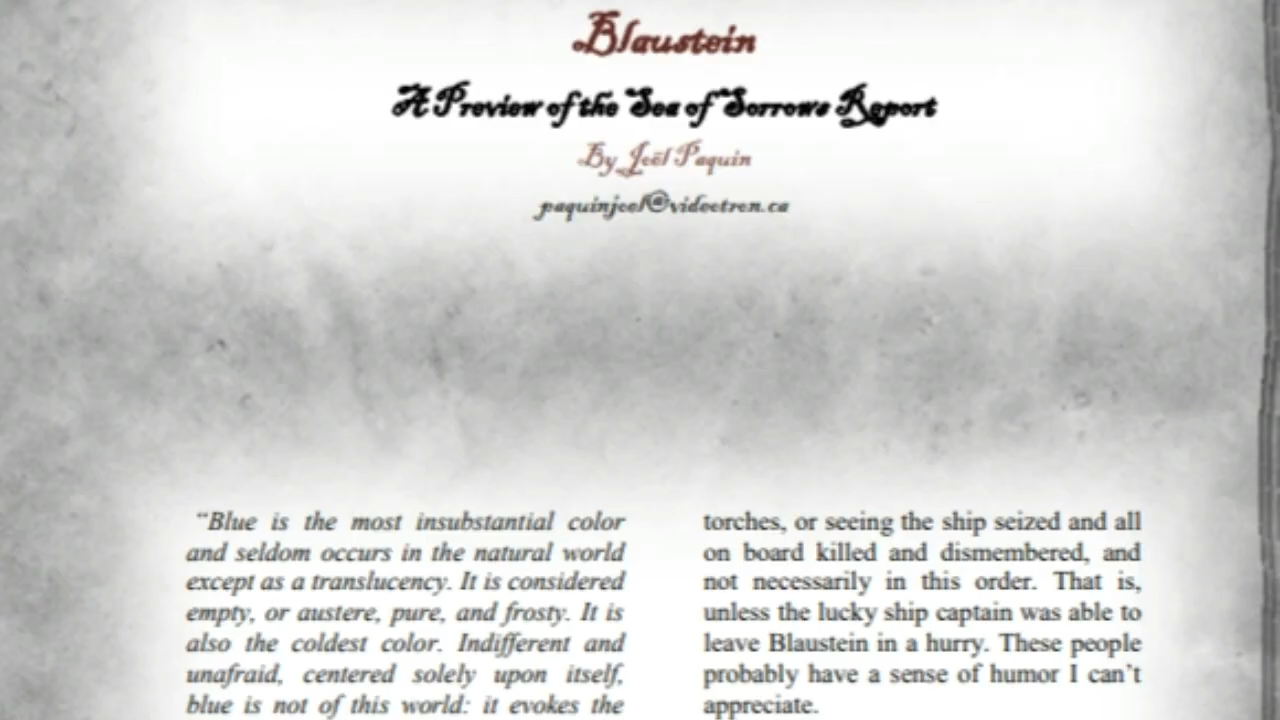 Blaustein
A Preview of the Sea of Sorrows Report
By Joël Paquin
paquinjoel@videotron.ca
“Blue is the most insubstantial color
and seldom occurs in the natural world
except as a translucency. It is considered
empty, or austere, pure, and frosty. It is
also the coldest color. Indifferent and
unafraid, centered solely upon itself,
blue is not of this world: it evokes the
torches, or seeing the ship seized and all
on board killed and dismembered, and
not necessarily in this order. That is,
unless the lucky ship captain was able to
leave Blaustein in a hurry. These people
probably have a sense of humor I can’t
appreciate.